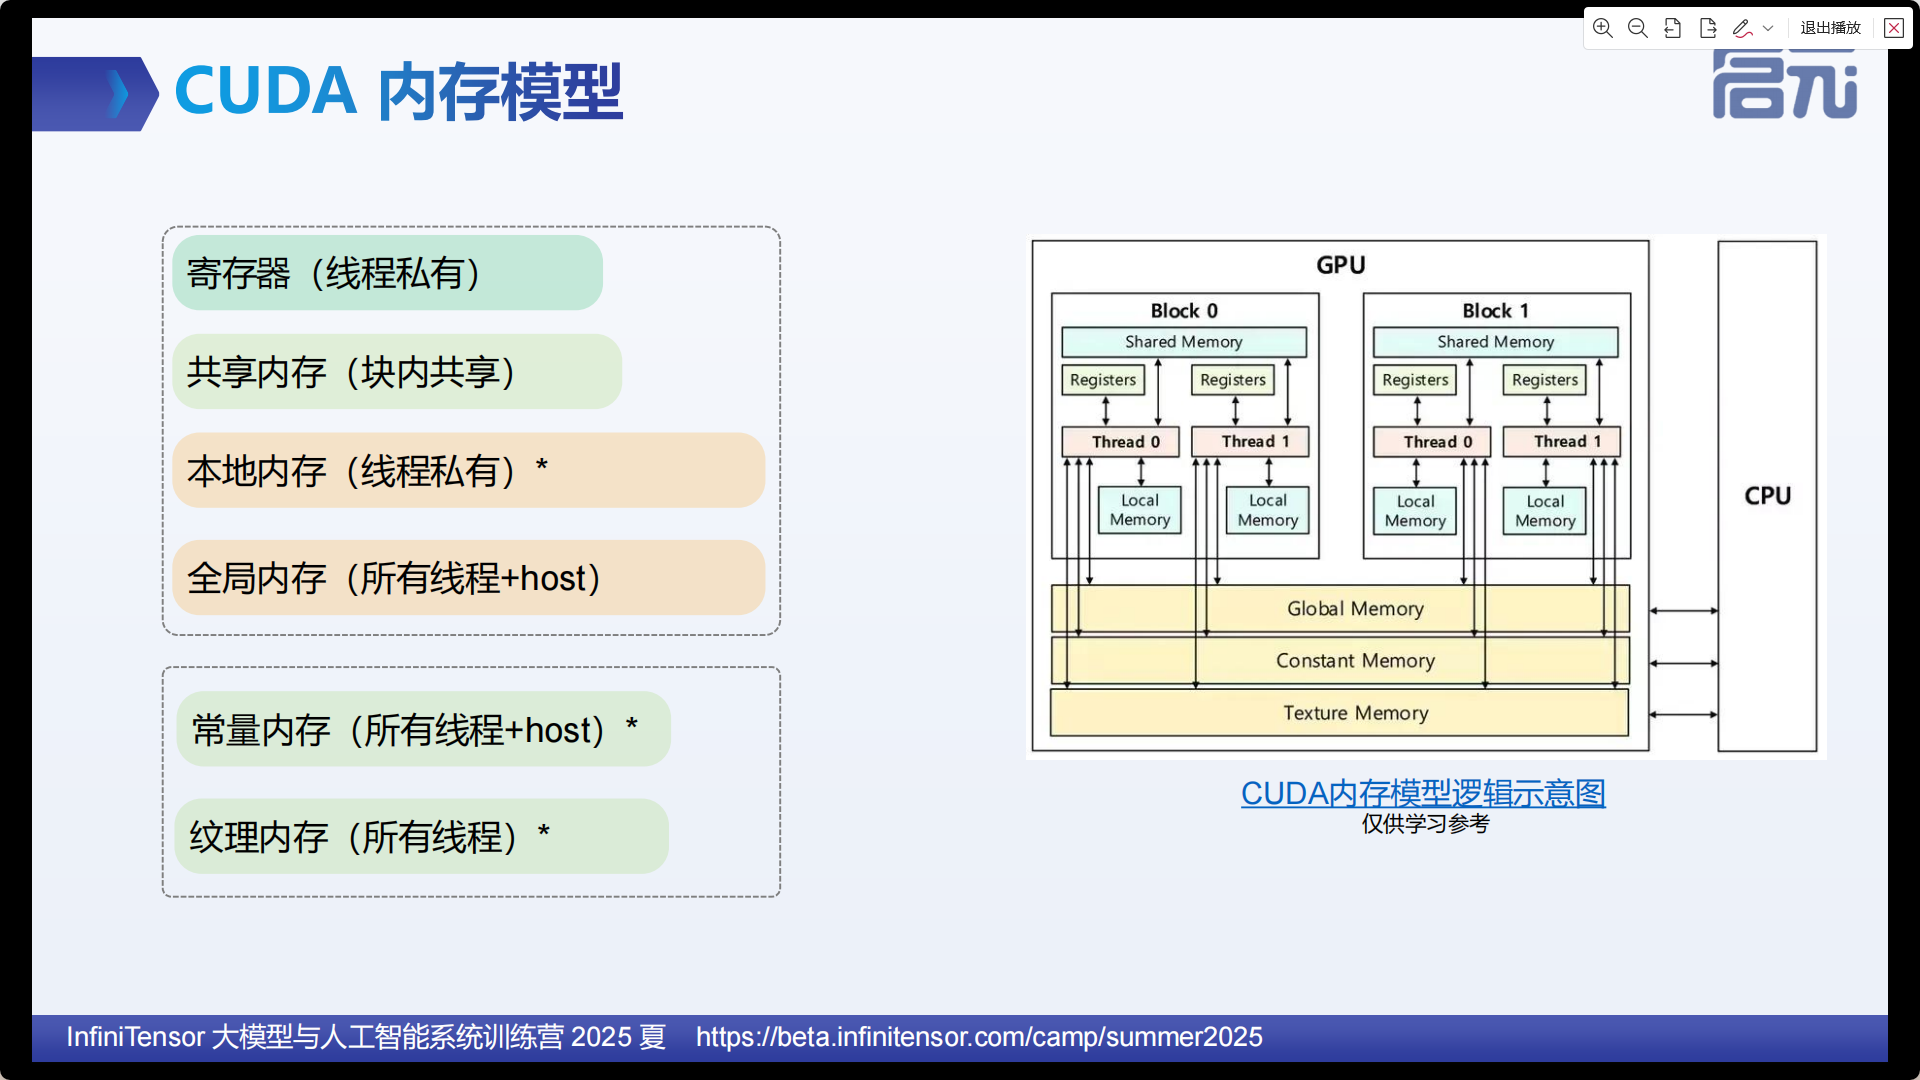 退出播放
CUDA 内存模型
启元
寄存器（线程私有）
共享内存（块内共享）
本地内存（线程私有）*
全局内存（所有线程+host）
常量内存（所有线程+host）*
纹理内存（所有线程）*
GPU
Block 0
Shared Memory
Registers
Registers
Thread 0
Thread 1
Local
Memory
Local
Memory
Block 1
Shared Memory
Registers
Registers
Thread 0
Thread 1
Local
Memory
Local
Memory
Global Memory
Constant Memory
Texture Memory
CPU
CUDA内存模型逻辑示意图
仅供学习参考
InfiniTensor 大模型与人工智能系统训练营 2025 夏 https://beta.infinitensor.com/camp/summer2025